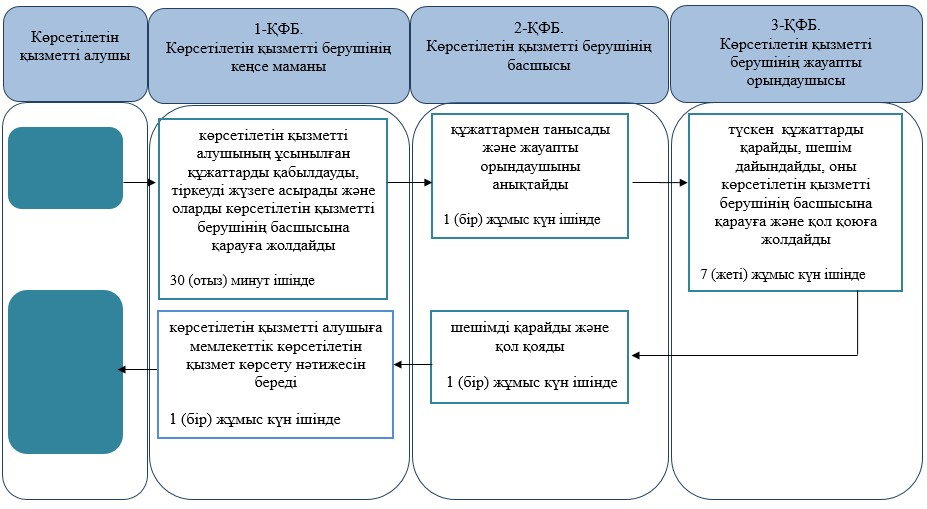 Көрсетілетін
қызметті алушы
1-ҚФБ.
Көрсетілетін қызметті берушінің
кеңсе маманы
2-ҚФБ.
Көрсетілетін қызметті берушінің
басшысы
3-ҚФБ.
Көрсетілетін қызметті
берушінің жауапты
орындаушысы
көрсетілетін қызметті
алушының ұсынылған
құжаттарды қабылдауды,
тіркеуді жүзеге асырады және
оларды көрсетілетін қызметті
берушінің басшысына
қарауға жолдайды
30 (отыз) минут ішінде
құжаттармен танысады
және жауапты
орындаушыны
анықтайды
1 (бір) жұмыс күн ішінде
түскен құжаттарды
қарайды, шешім
дайындайды, оны
көрсетілетін қызметті
берушінің басшысына
қарауға және қол қоюға
жолдайды
7 (жеті) жұмыс күн ішінде
көрсетілетін қызметті алушыға
мемлекеттік көрсетілетін
қызмет көрсету нәтижесін
береді
1 (бір) жұмыс күн ішінде
шешімді қарайды және
қол қояды
1 (бір) жұмыс күн ішінде